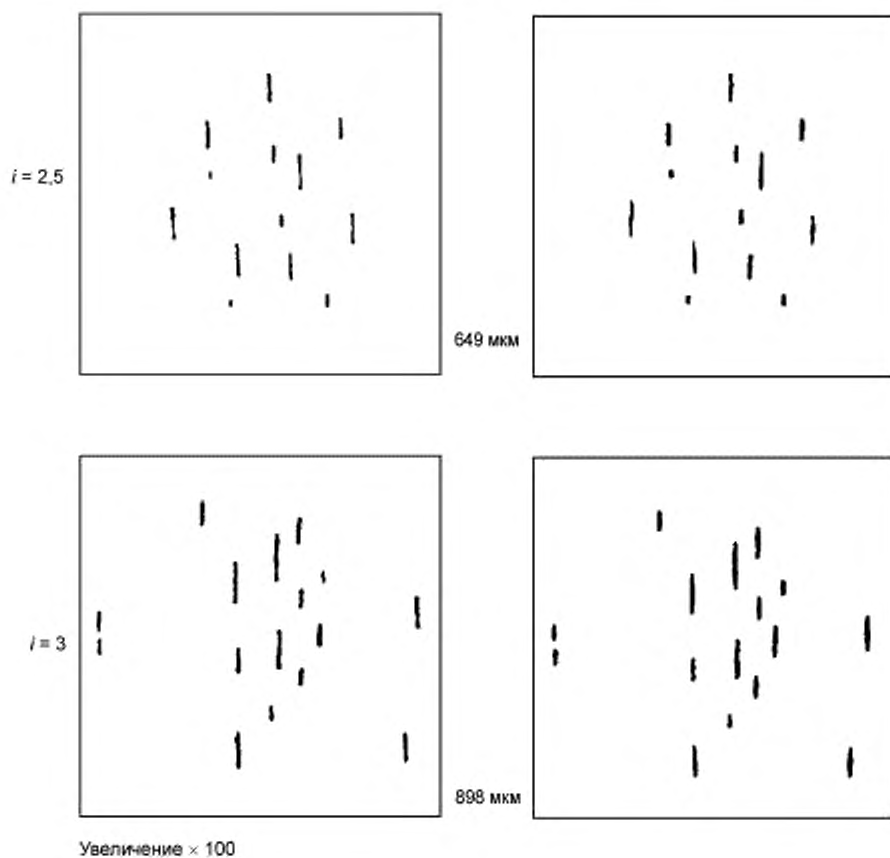 i = 2,5
649 мкм
i = 3
898 мкм
Увеличение × 100